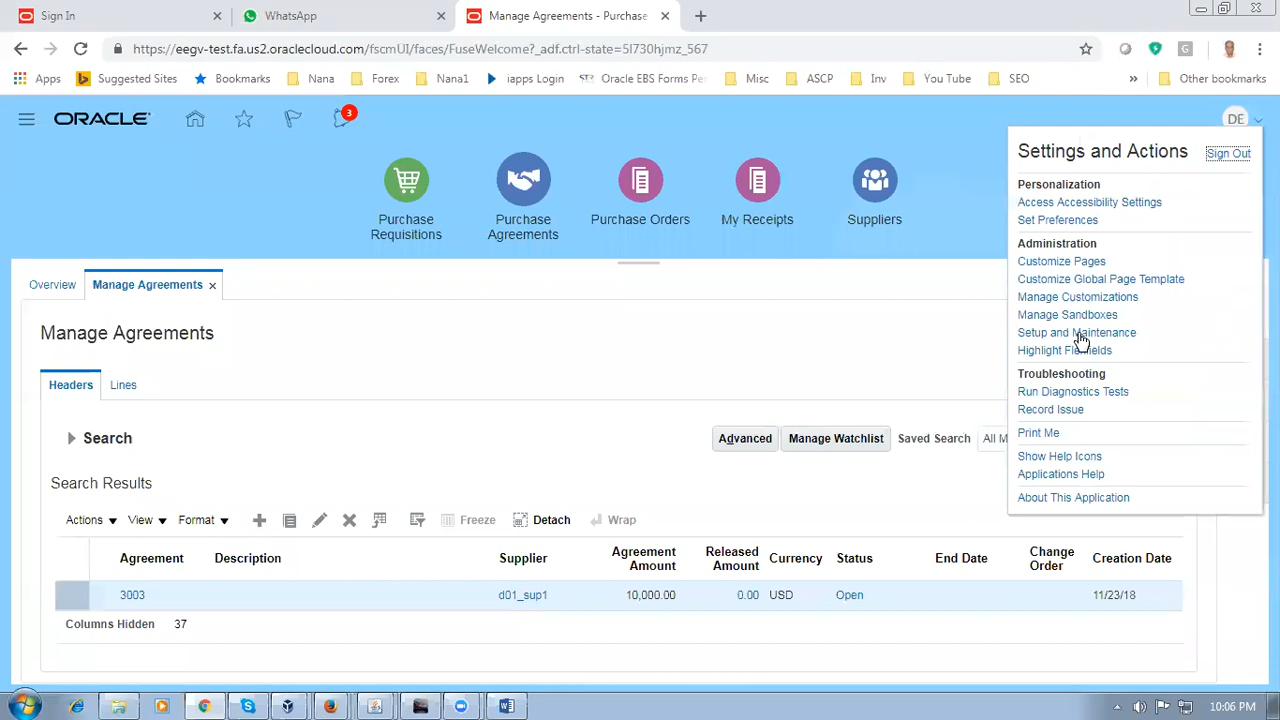 Sign In
WhatsApp
Manage Agreements - Purchase
https://eegv-test.fa.us2.oraclecloud.com/fscmUI/faces/FuseWelcome?_adf.ctrl-state=5l730hjmz_567
G
Apps
Suggested Sites
Bookmarks
Nana
Forex
Nana1
iapps Login
Oracle EBS Forms Pe
Misc
ASCP
Inv
You Tube
SEO
»
Other bookmarks
ORACLE
3
DE
Settings and Actions
Sign Out
Personalization
Access Accessibility Settings
Set Preferences
Administration
Customize Pages
Customize Global Page Template
Manage Customizations
Manage Sandboxes
Setup and Maintenance
Highlight
Troubleshooting
Run Diagnostics Tests
Record Issue
Print Me
Show Help Icons
Applications Help
About This Application
Purchase
Requisitions
Purchase
Agreements
Purchase Orders
My Receipts
Suppliers
Overview
Manage Agreements
Manage Agreements
Headers
Lines
Search
Advanced
Manage Watchlist
Saved Search
All M
Search Results
Actions
View
Format
Freeze
Detach
Wrap
Agreement
Description
Supplier
Agreement
Amount
Released
Amount
Currency
Status
End Date
Change
Order
Creation Date
3003
d01_sup1
10,000.00
0.00
USD
Open
11/23/18
Columns Hidden 37
10:06 PM